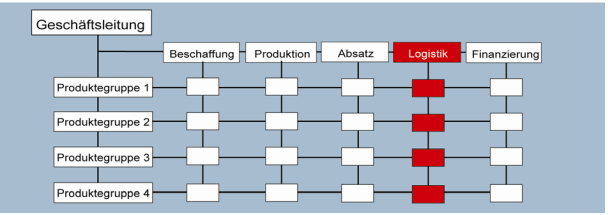 Geschäftsleitung
Beschaffung Produktion Absatz Logistik Finanzierung
Produktegruppe 1
Produktegruppe 2
Produktegruppe 3
Produktegruppe 4